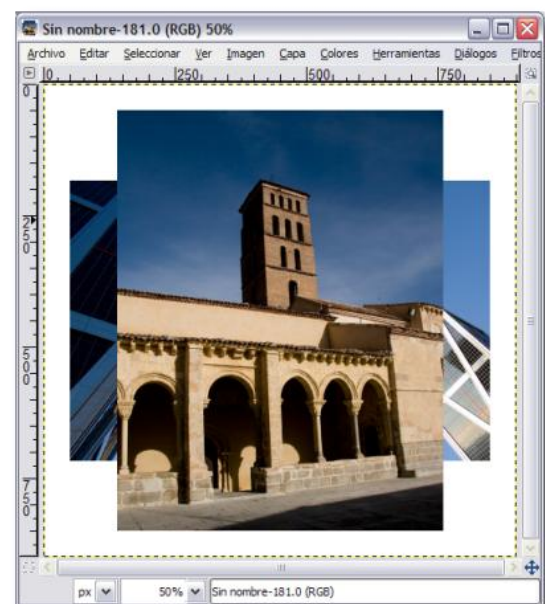 Sin nombre-181.0 (RGB) 50%
Archivo Editar Seleccionar Ver Imagen Capa Colores Herramientas Diálogos Filtros
0 250 500 750
0
250
500
750
px 50% Sin nombre-181.0 (RGB)